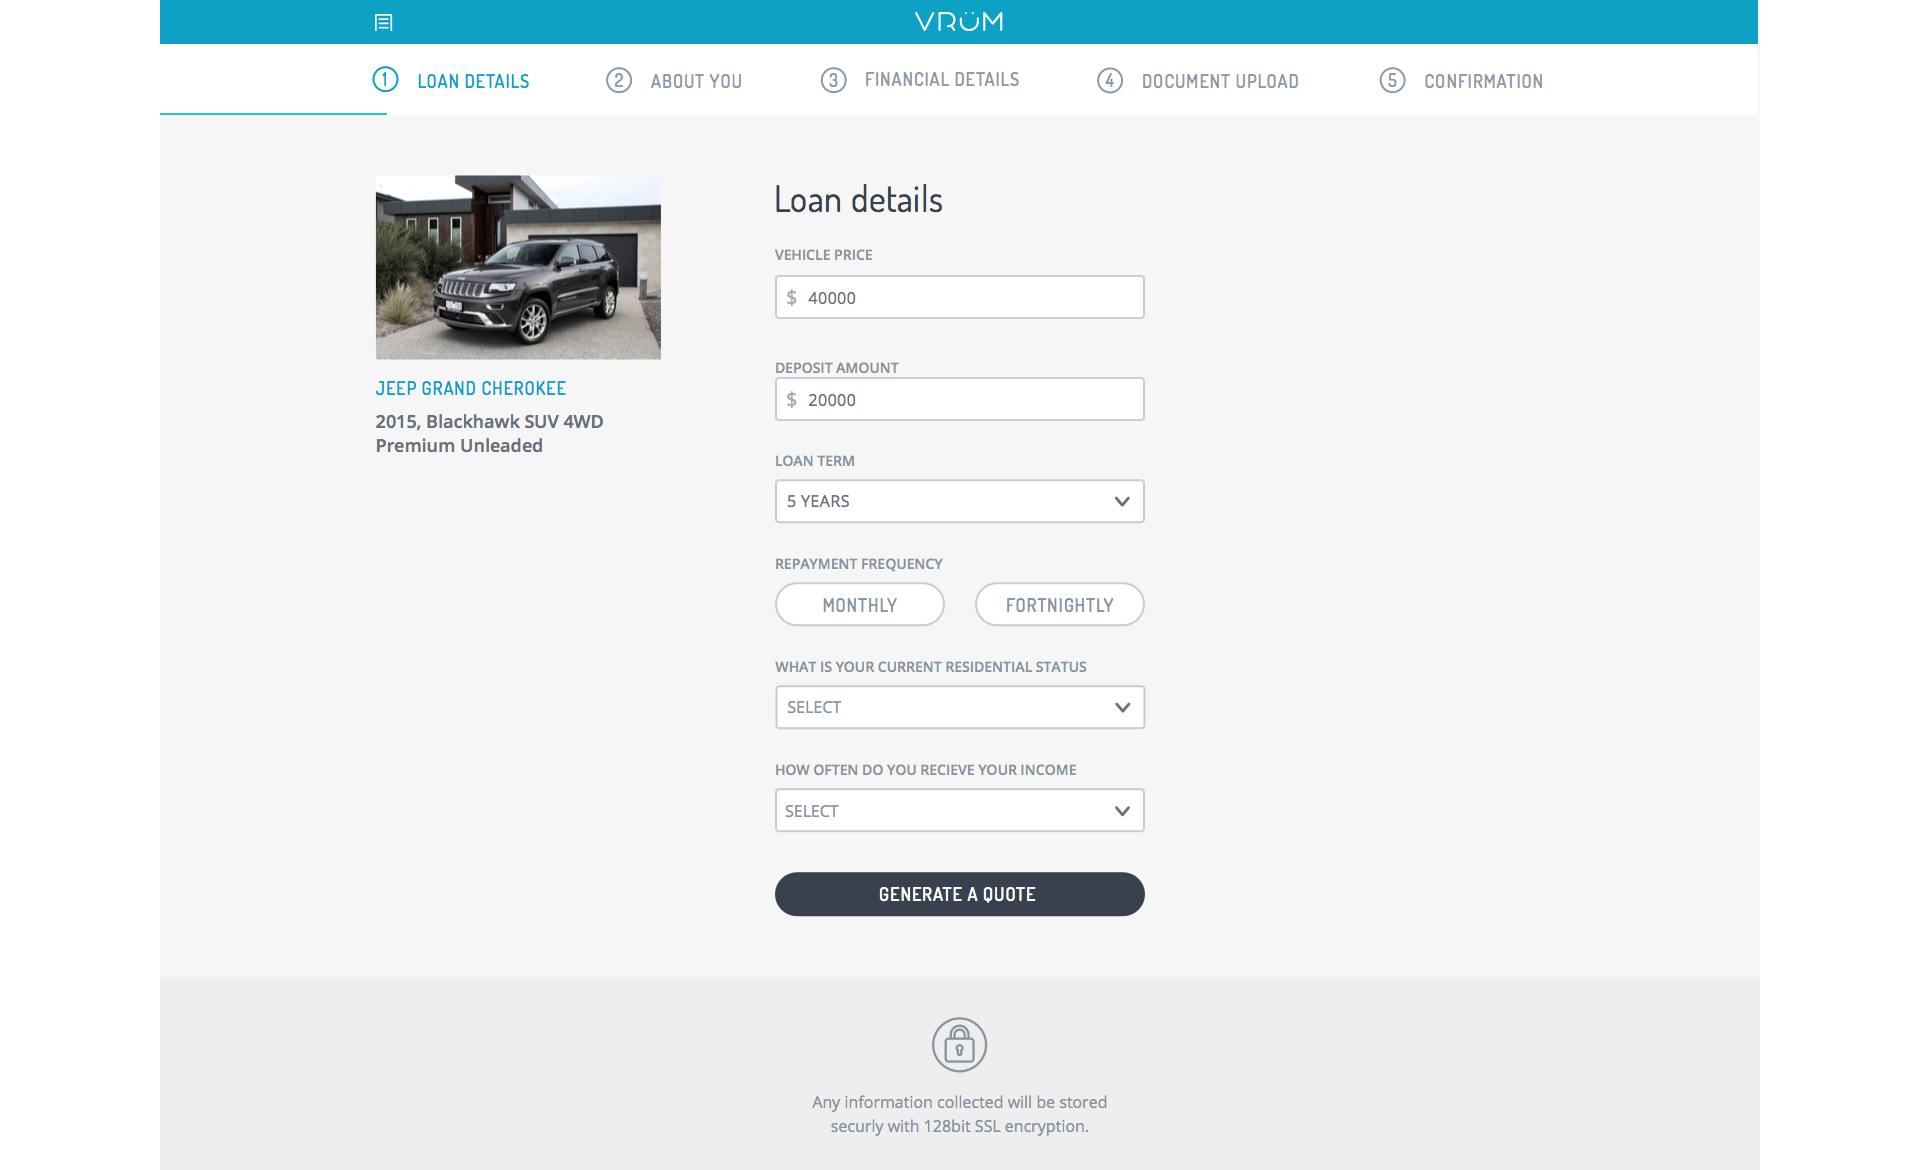 VRÜM
1 LOAN DETAILS
2 ABOUT YOU
3 FINANCIAL DETAILS
4 DOCUMENT UPLOAD
5 CONFIRMATION
JEEP GRAND CHEROKEE
2015, Blackhawk SUV 4WD
Premium Unleaded
Loan details
VEHICLE PRICE
$ 40000
DEPOSIT AMOUNT
$ 20000
LOAN TERM
5 YEARS
REPAYMENT FREQUENCY
MONTHLY
FORTNIGHTLY
WHAT IS YOUR CURRENT RESIDENTIAL STATUS
SELECT
HOW OFTEN DO YOU RECIEVE YOUR INCOME
SELECT
GENERATE A QUOTE
Any information collected will be stored
securly with 128bit SSL encryption.